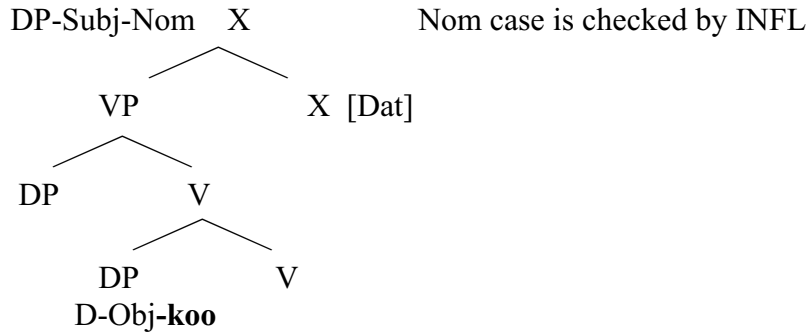 DP-Subj-Nom X Nom case is checked by INFL
VP X [Dat]
DP V
DP V
D-Obj-koo